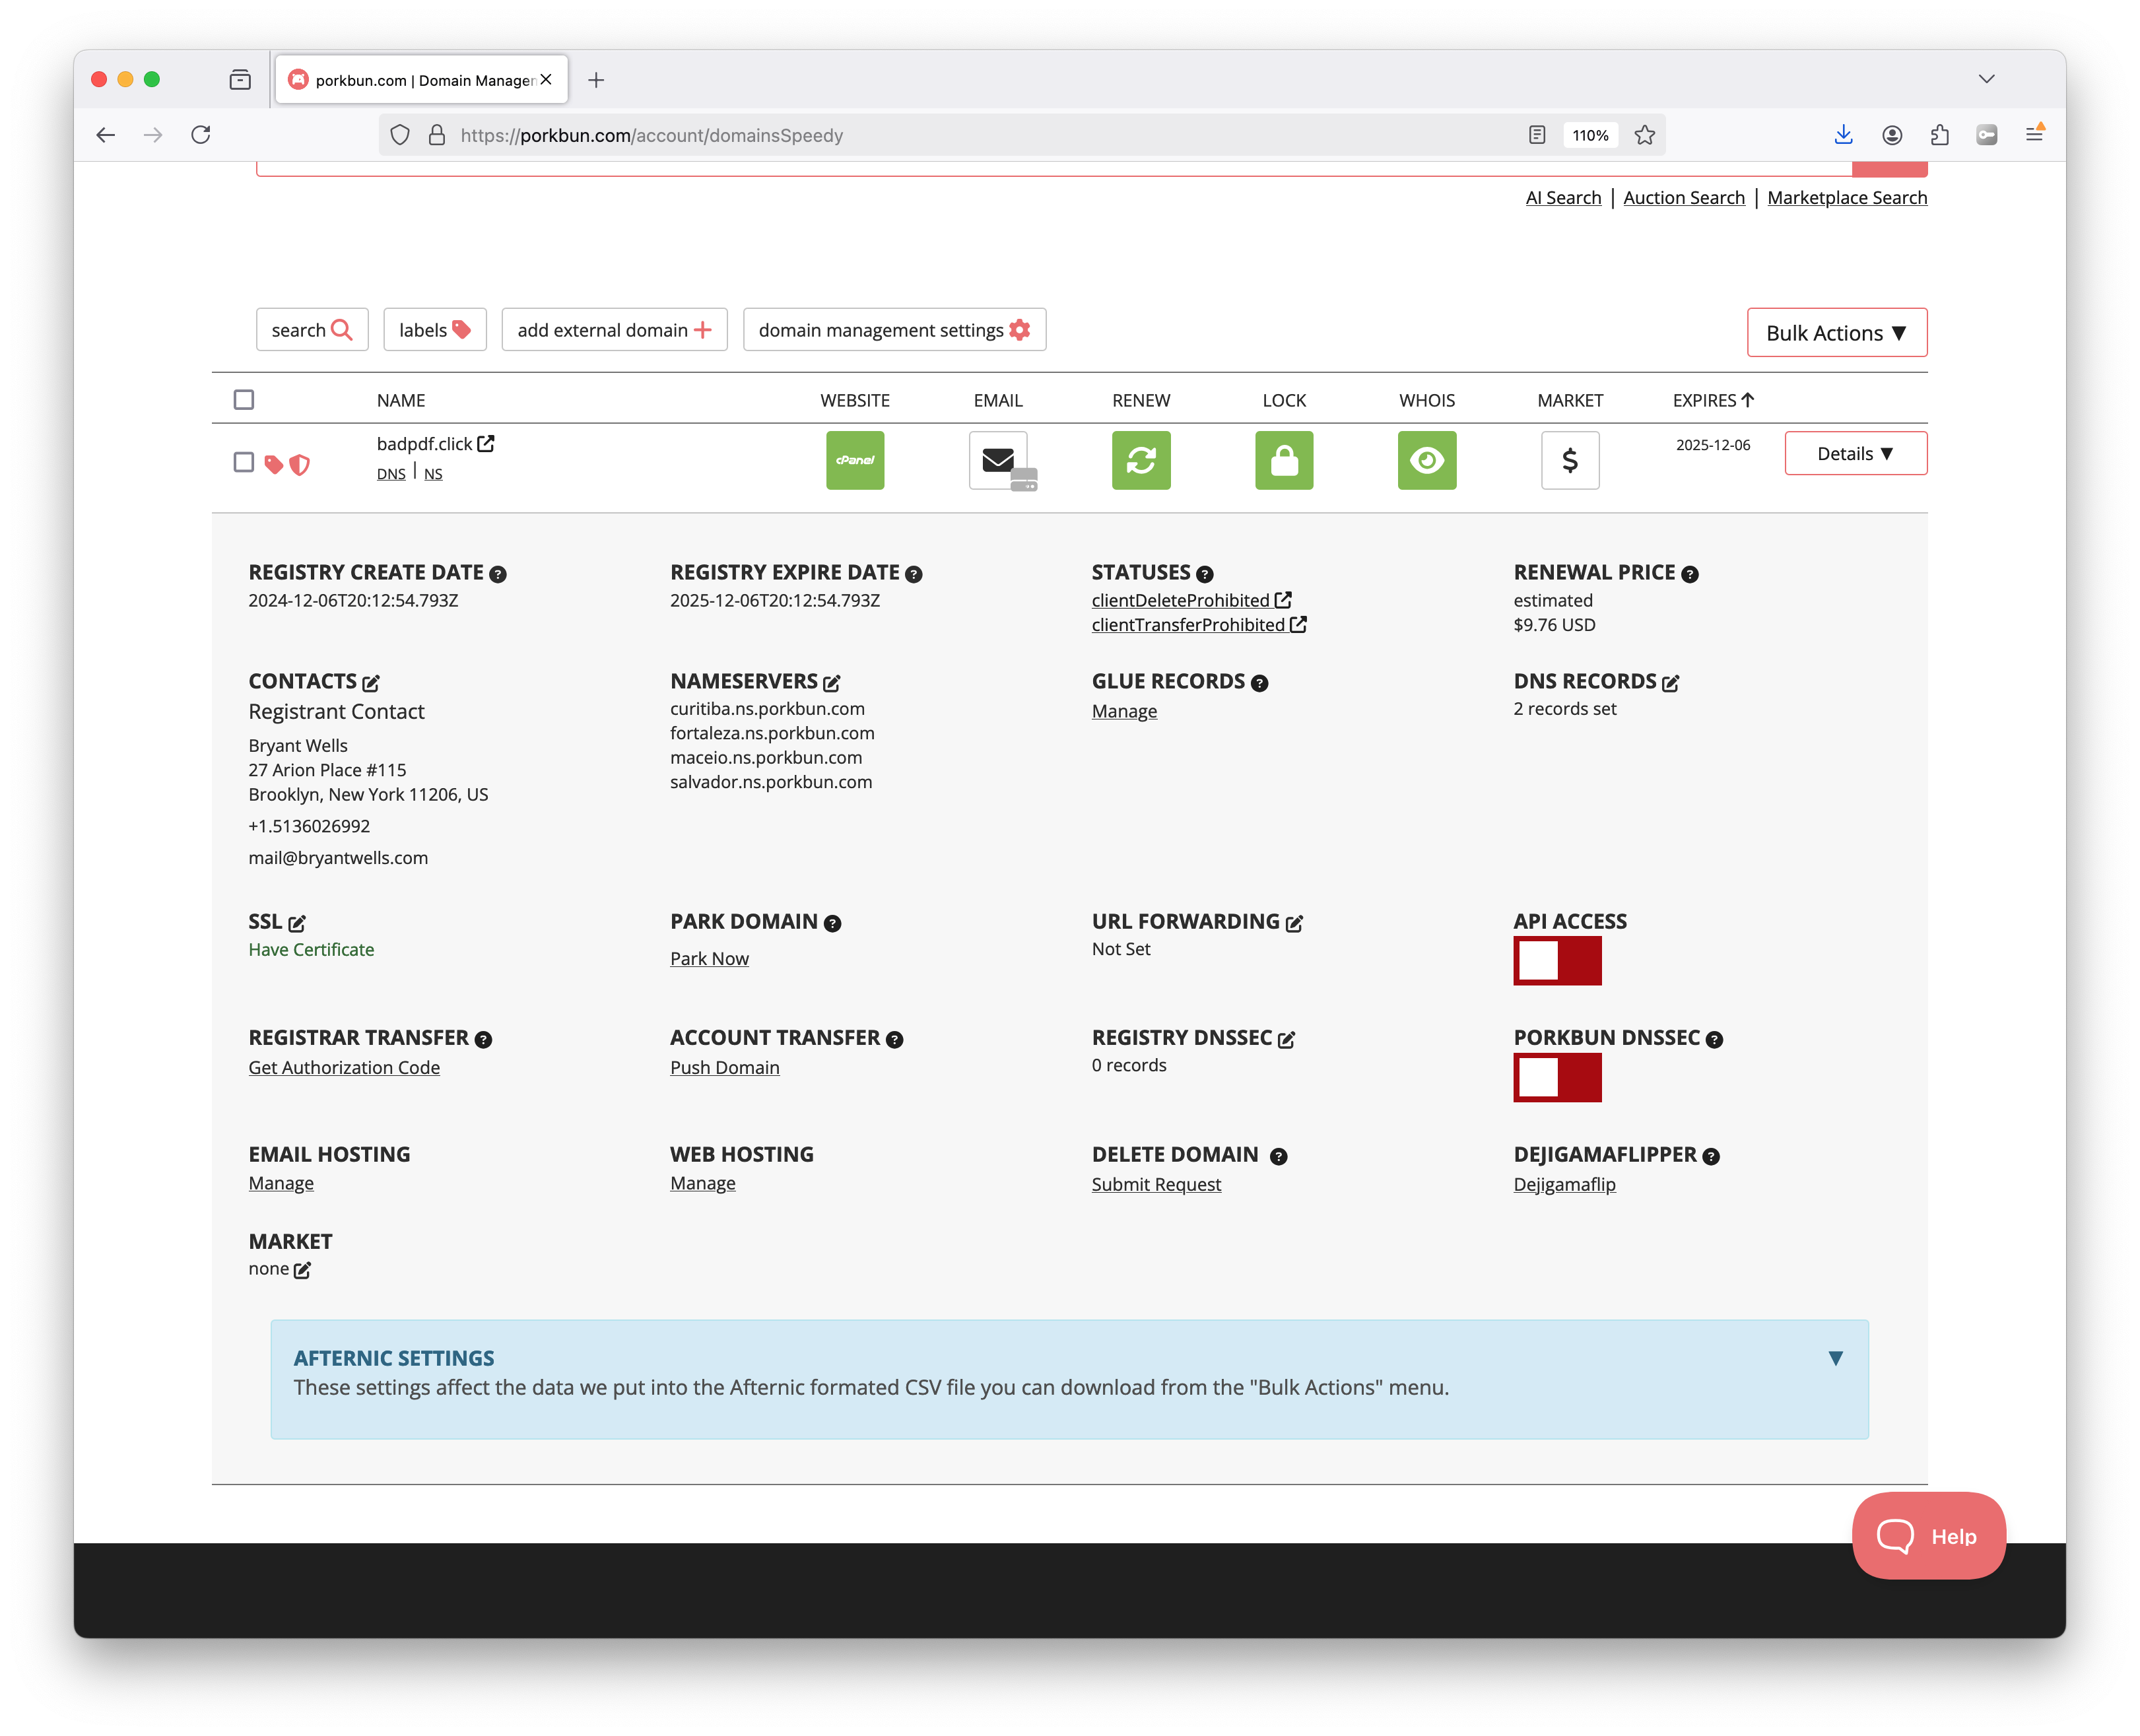 porkbun.com | Domain Manager
https://porkbun.com/account/domainsSpeedy
110%
AI Search | Auction Search | Marketplace Search
search
labels
add external domain
domain management settings
Bulk Actions ▼
NAME WEBSITE EMAIL RENEW LOCK WHOIS MARKET EXPIRES
badpdf.click
DNS | NS
cPanel
$
2025-12-06
Details ▼
REGISTRY CREATE DATE
2024-12-06T20:12:54.793Z
REGISTRY EXPIRE DATE
2025-12-06T20:12:54.793Z
STATUSES
clientDeleteProhibited
clientTransferProhibited
RENEWAL PRICE
estimated
$9.76 USD
CONTACTS
Registrant Contact
Bryant Wells
27 Arion Place #115
Brooklyn, New York 11206, US
+1.5136026992
mail@bryantwells.com
NAMESERVERS
curitiba.ns.porkbun.com
fortaleza.ns.porkbun.com
maceio.ns.porkbun.com
salvador.ns.porkbun.com
GLUE RECORDS
Manage
DNS RECORDS
2 records set
SSL
Have Certificate
PARK DOMAIN
Park Now
URL FORWARDING
Not Set
API ACCESS
REGISTRAR TRANSFER
Get Authorization Code
ACCOUNT TRANSFER
Push Domain
REGISTRY DNSSEC
0 records
PORKBUN DNSSEC
EMAIL HOSTING
Manage
WEB HOSTING
Manage
DELETE DOMAIN
Submit Request
DEJIGAMAFLIPPER
Dejigamaflip
MARKET
none
AFTERNIC SETTINGS
These settings affect the data we put into the Afternic formated CSV file you can download from the "Bulk Actions" menu.
Help